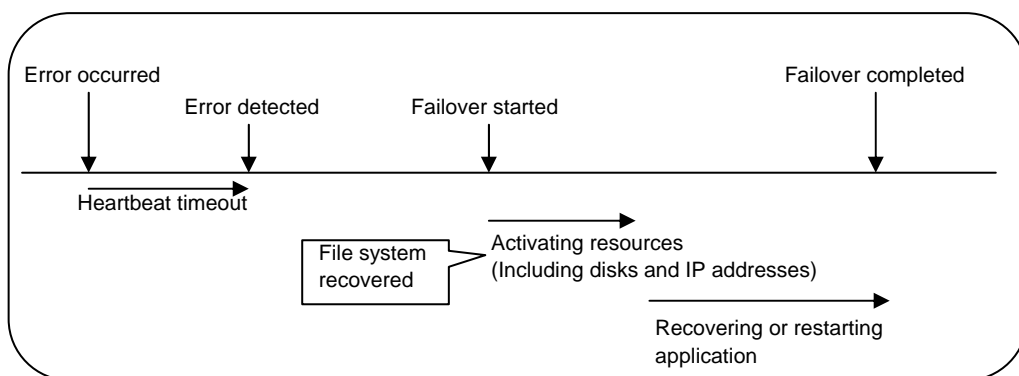 Error occurred
Error detected
Failover started
Failover completed
Heartbeat timeout
File system
recovered
Activating resources
(Including disks and IP addresses)
Recovering or restarting
application